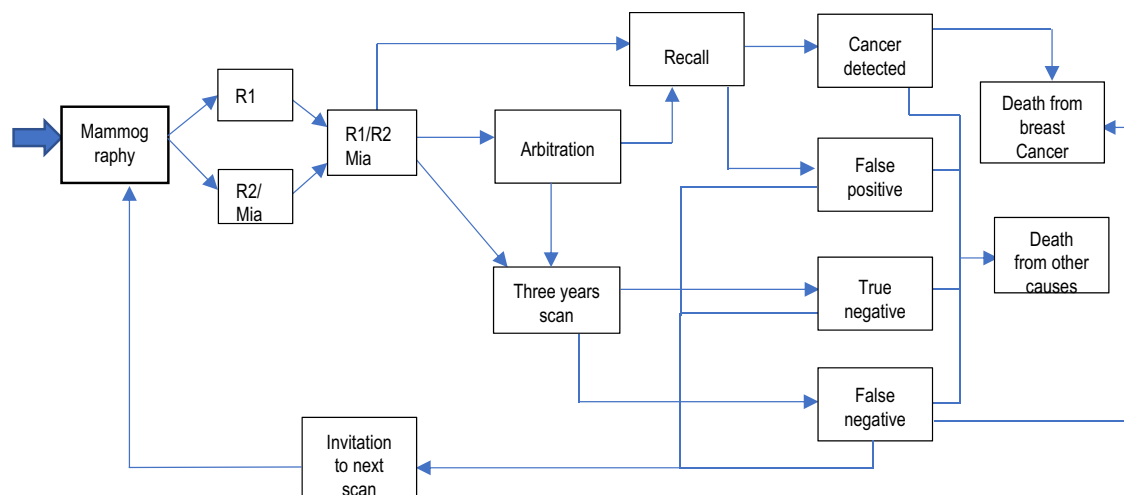 Mammog
raphy
R1
R2/
Mia
R1/R2
Mia
Arbitration
Three years
scan
Recall
Cancer
detected
False
positive
True
negative
False
negative
Death from
breast
Cancer
Death
from other
causes
Invitation
to next
scan